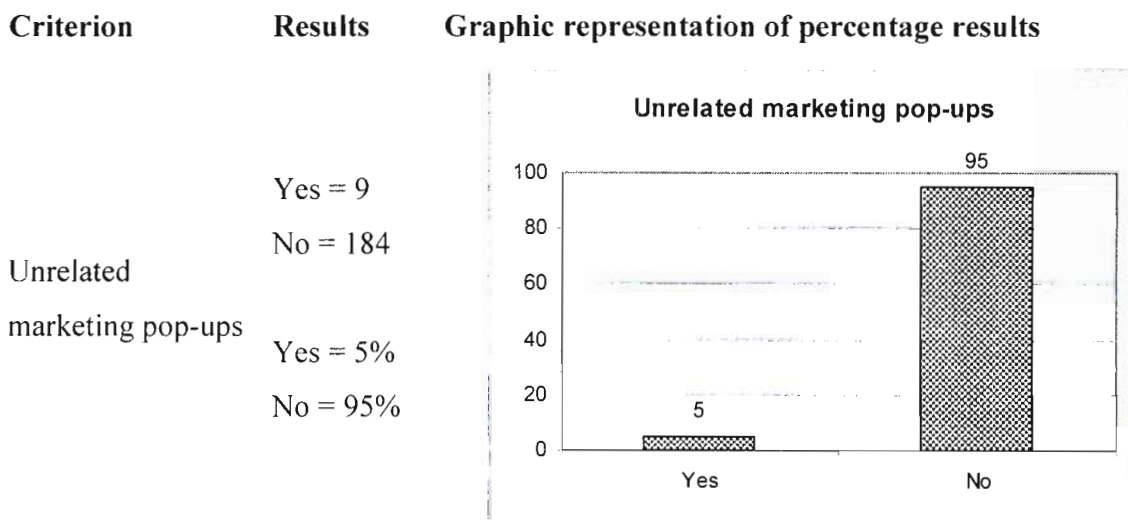 Criterion Results Graphic representation of percentage results
Unrelated
marketing pop-ups
Yes = 9
No = 184
Yes = 5%
No = 95%
Unrelated marketing pop-ups
100
80
60
40
20
0
5
95
Yes No